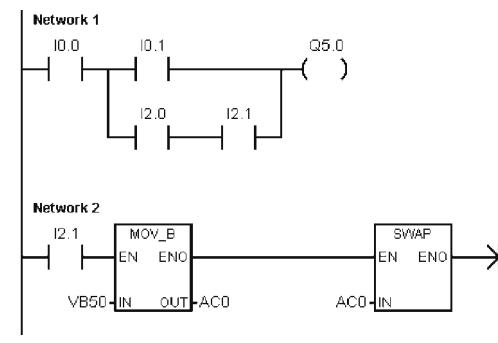 Network 1
I0.0 I0.1 Q5.0
I2.0 I2.1
Network 2
I2.1 MOV_B SWAP
EN ENO EN ENO
VB50 IN OUT AC0 AC0 IN